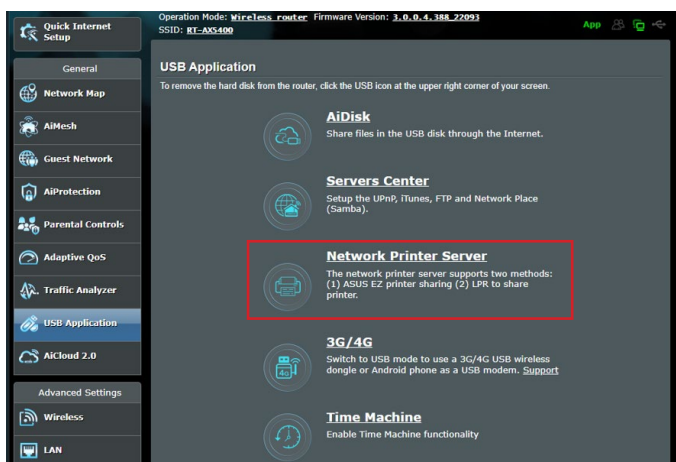 Quick Internet
Setup
Operation Mode: Wireless router Firmware Version: 3.0.0.4.388_22093
SSID: RT-AX5400
App
General
Network Map
AiMesh
Guest Network
AiProtection
Parental Controls
Adaptive QoS
Traffic Analyzer
USB Application
AiCloud 2.0
Advanced Settings
Wireless
LAN
USB Application
To remove the hard disk from the router, click the USB icon at the upper right corner of your screen.
AiDisk
Share files in the USB disk through the Internet.
Servers Center
Setup the UPnP, iTunes, FTP and Network Place
(Samba).
Network Printer Server
The network printer server supports two methods:
(1) ASUS EZ printer sharing (2) LPR to share
printer.
3G/4G
4G
Switch to USB mode to use a 3G/4G USB wireless
dongle or Android phone as a USB modem. Support
Time Machine
Enable Time Machine functionality